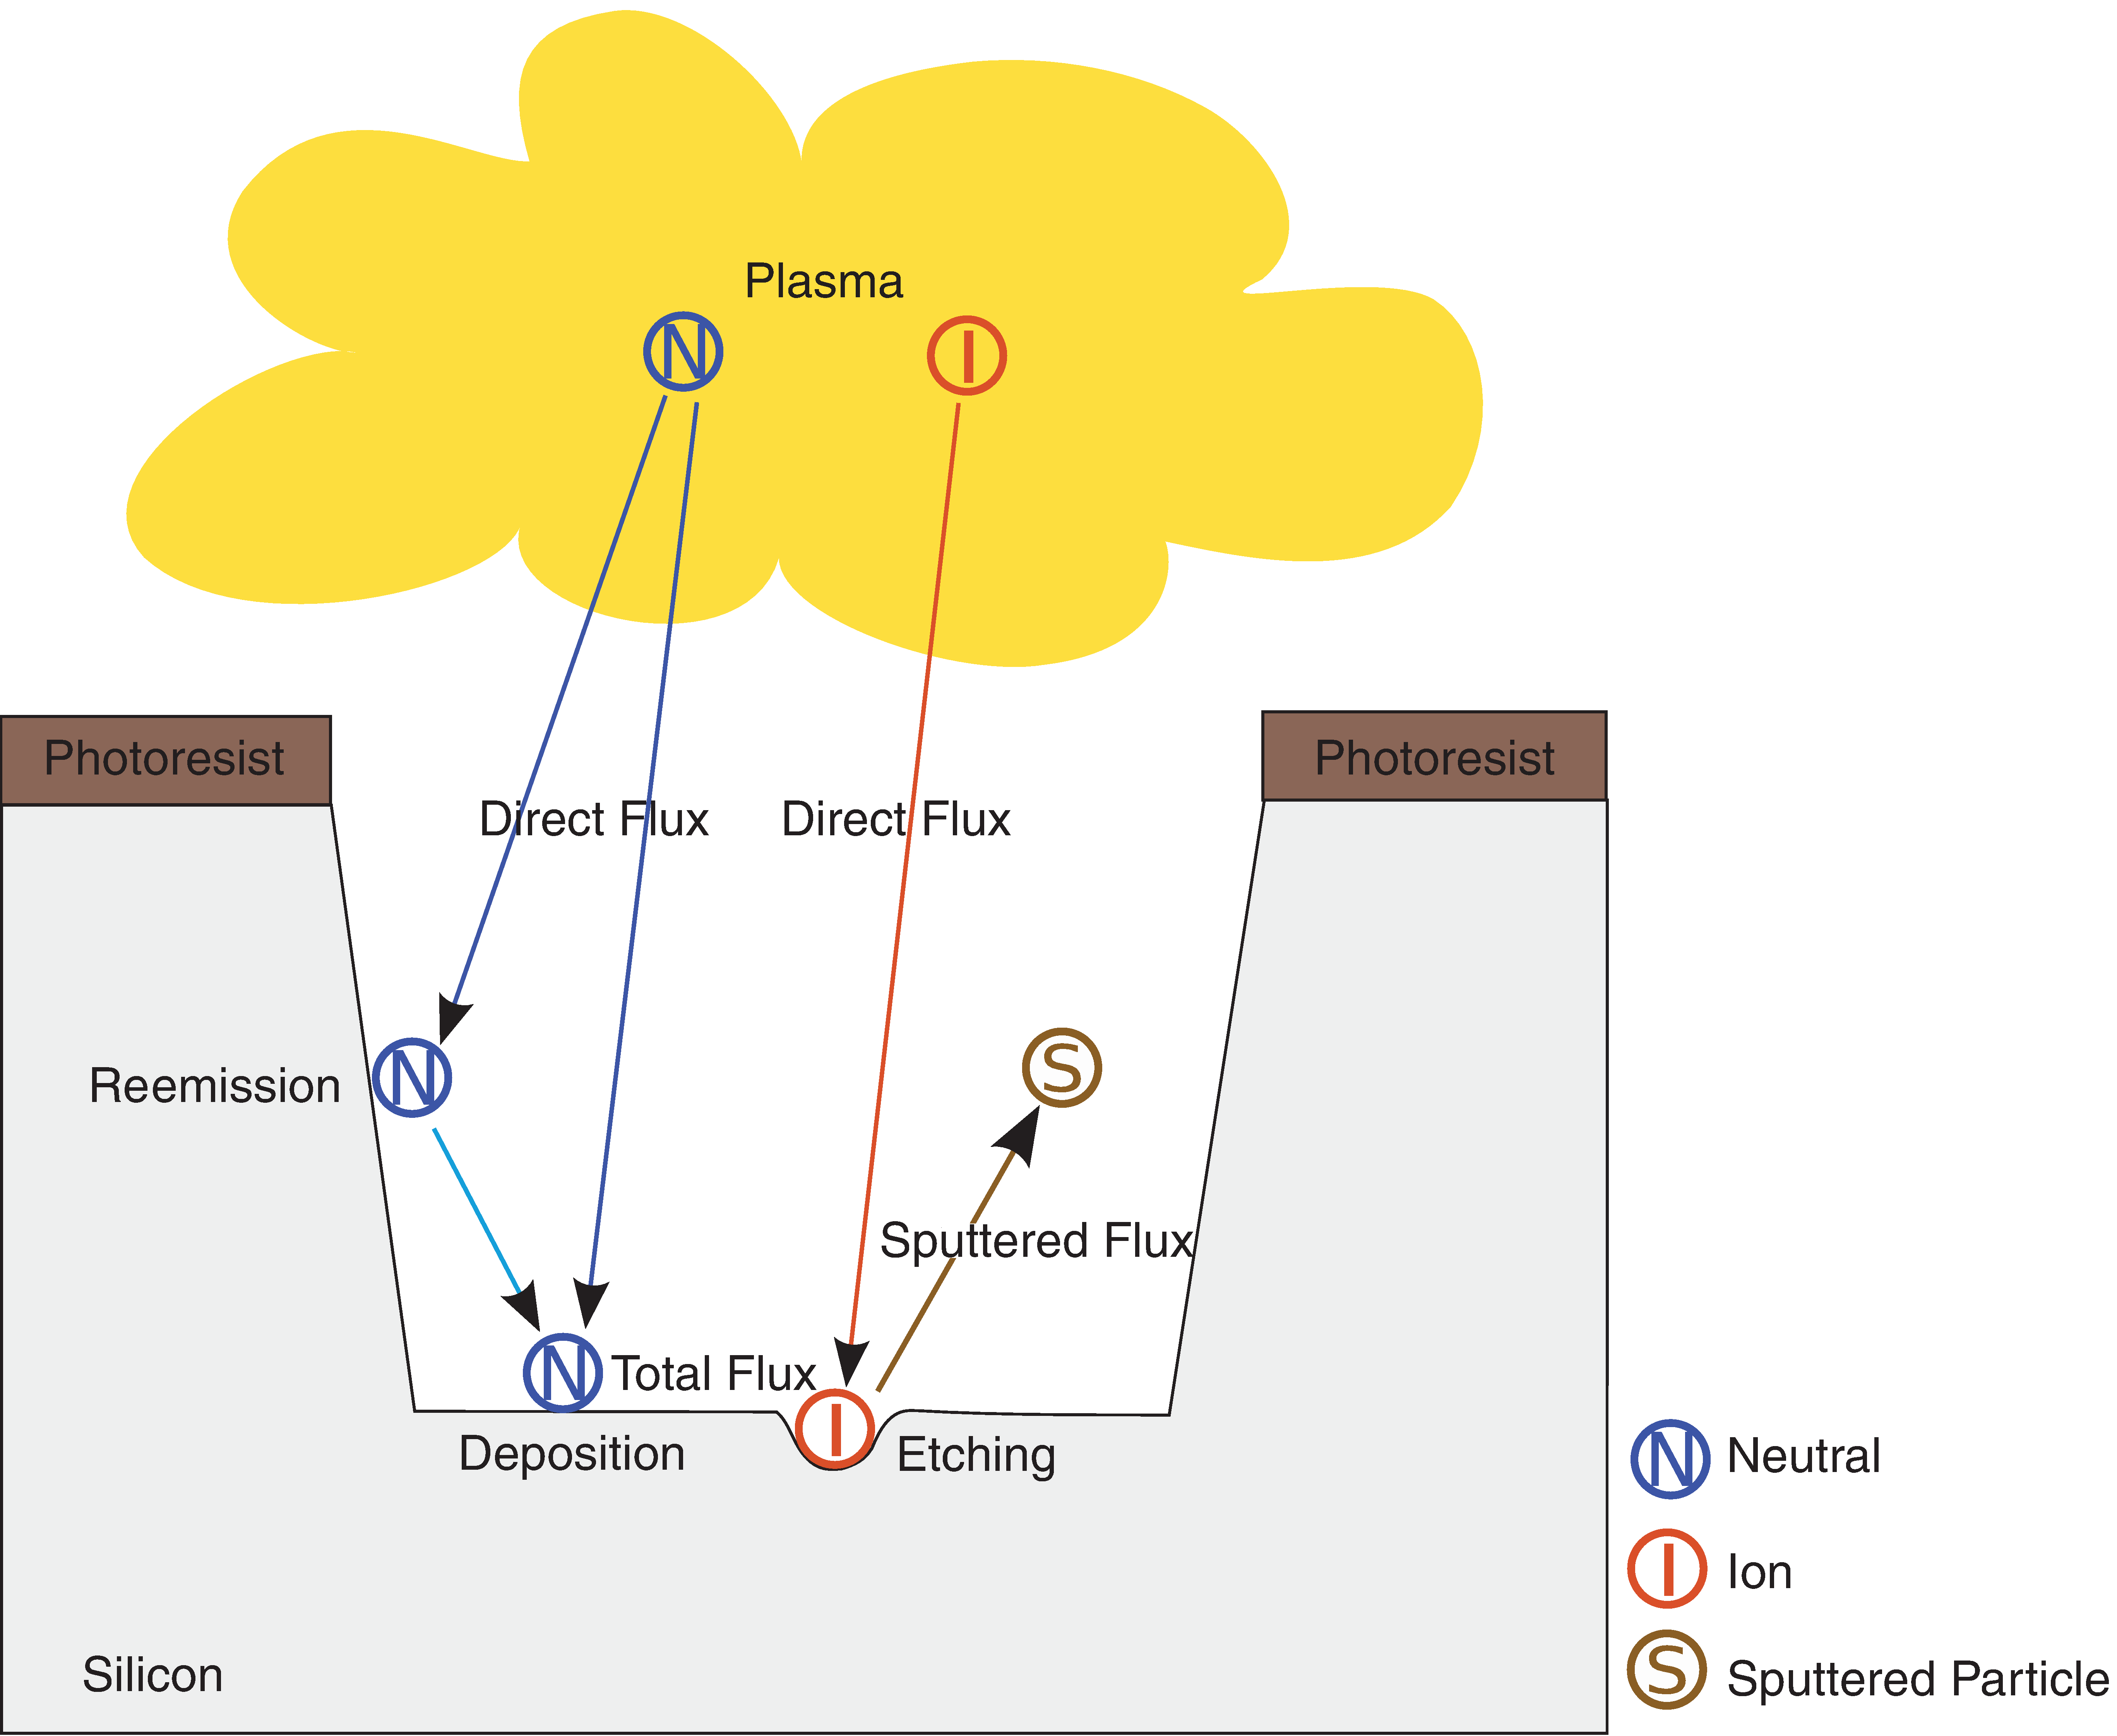 Plasma
N
I
Photoresist
Photoresist
Direct Flux
Direct Flux
Reemission
N
S
Sputtered Flux
N
Total Flux
I
Deposition
Etching
N
Neutral
I
Ion
S
Sputtered Particle
Silicon